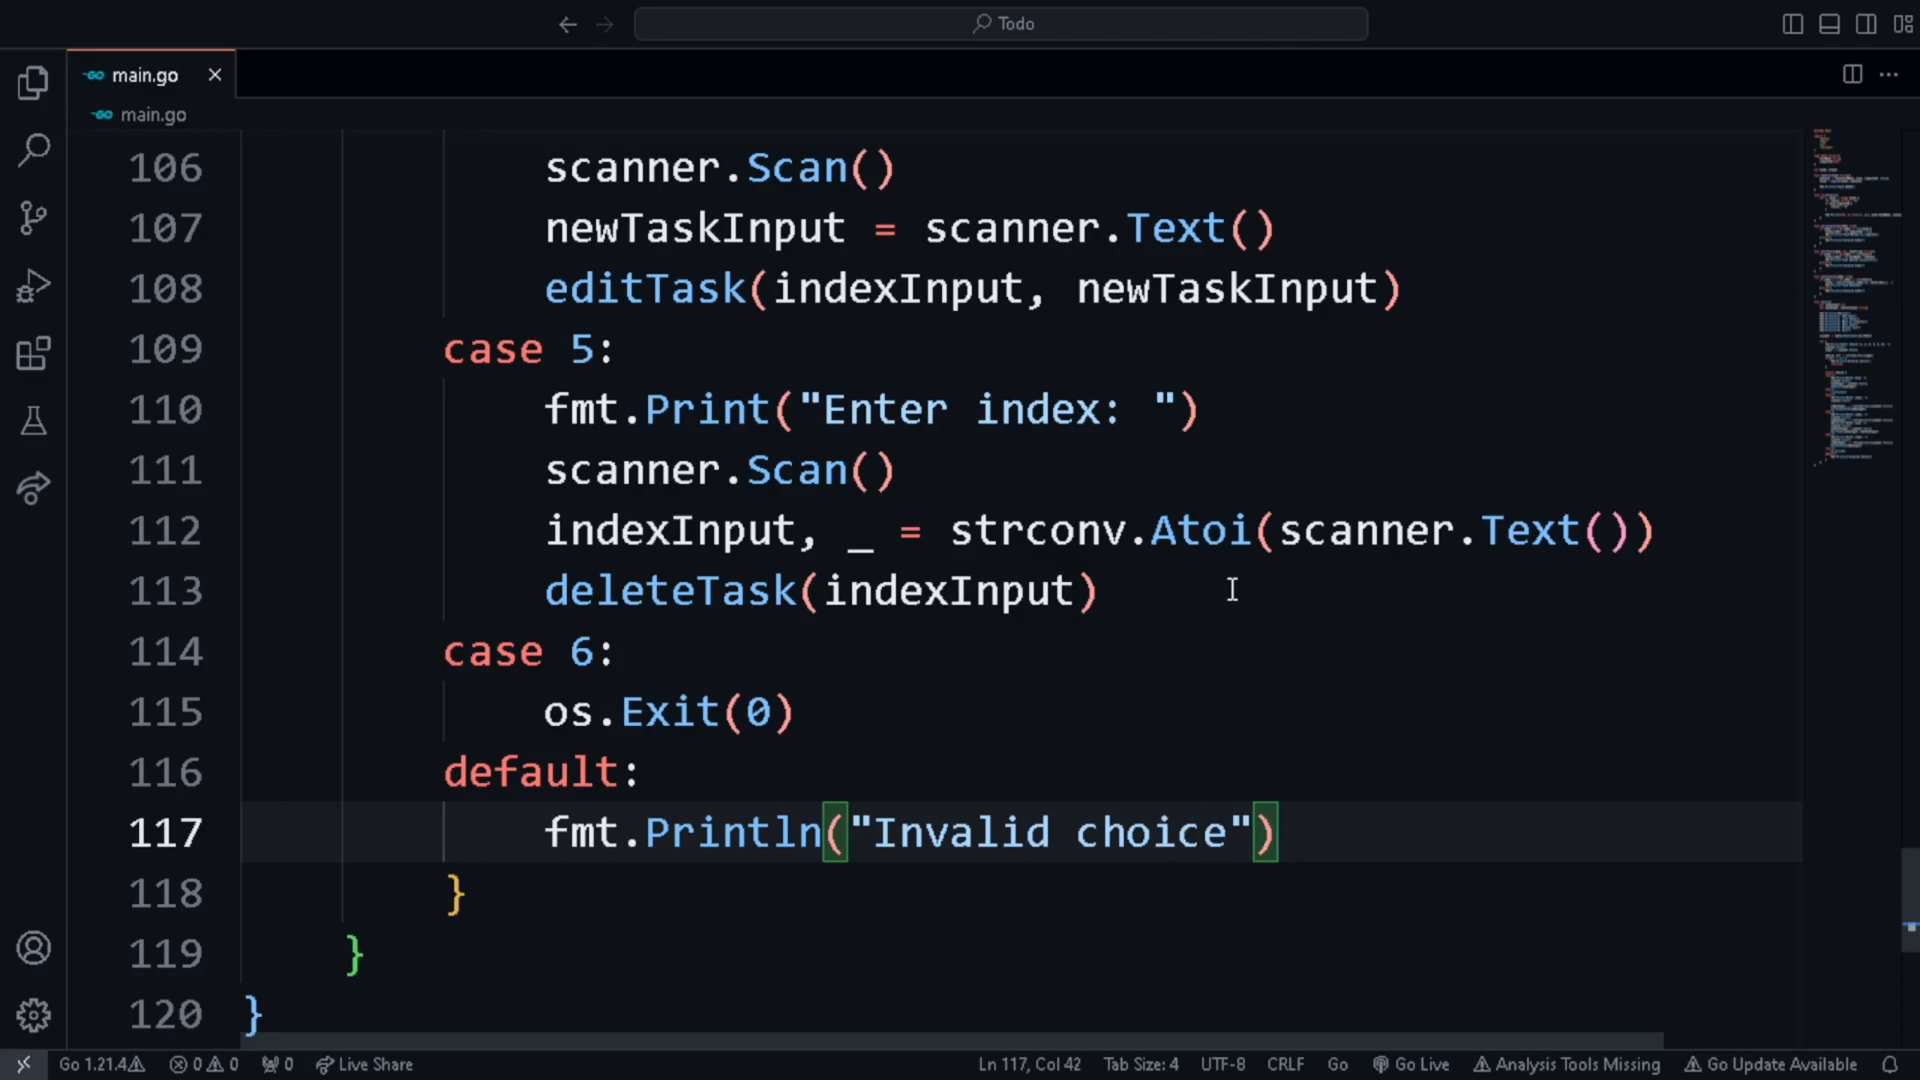 Todo
main.go
main.go
106 scanner.Scan()
107 newTaskInput = scanner.Text()
108 editTask(indexInput, newTaskInput)
109 case 5:
110 fmt.Print("Enter index: ")
111 scanner.Scan()
112 indexInput, _ = strconv.Atoi(scanner.Text())
113 deleteTask(indexInput)
114 case 6:
115 os.Exit(0)
116 default:
117 fmt.Println("Invalid choice")
118 }
119 }
120 }
Go 1.21.4 0 0 0 Live Share Ln 117, Col 42 Tab Size: 4 UTF-8 CRLF Go Go Live Analysis Tools Missing Go Update Available